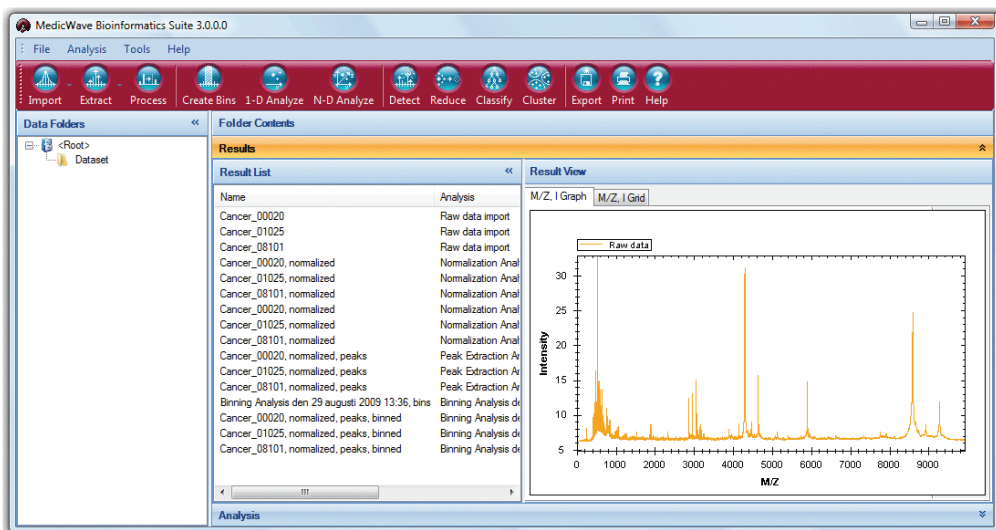 MedicWave Bioinformatics Suite 3.0.0.0
File Analysis Tools Help
Import Extract Process Create Bins 1-D Analyze N-D Analyze Detect Reduce Classify Cluster Export Print Help
Data Folders
<Root>
Dataset
Folder Contents
Results
Result List
Name Analysis
Cancer_00020 Raw data import
Cancer_01025 Raw data import
Cancer_08101 Raw data import
Cancer_00020, normalized Normalization Anal
Cancer_01025, normalized Normalization Anal
Cancer_08101, normalized Normalization Anal
Cancer_00020, normalized Normalization Anal
Cancer_01025, normalized Normalization Anal
Cancer_08101, normalized Normalization Anal
Cancer_00020, normalized, peaks Peak Extraction Ar
Cancer_01025, normalized, peaks Peak Extraction Ar
Cancer_08101, normalized, peaks Peak Extraction Ar
Binning Analysis den 29 augusti 2009 13:36, bins Binning Analysis de
Cancer_00020, normalized, peaks, binned Binning Analysis de
Cancer_01025, normalized, peaks, binned Binning Analysis de
Cancer_08101, normalized, peaks, binned Binning Analysis de
Result View
M/Z, I Graph M/Z, I Grid
Raw data
Intensity
30
25
20
15
10
5
0 1000 2000 3000 4000 5000 6000 7000 8000 9000
M/Z
Analysis